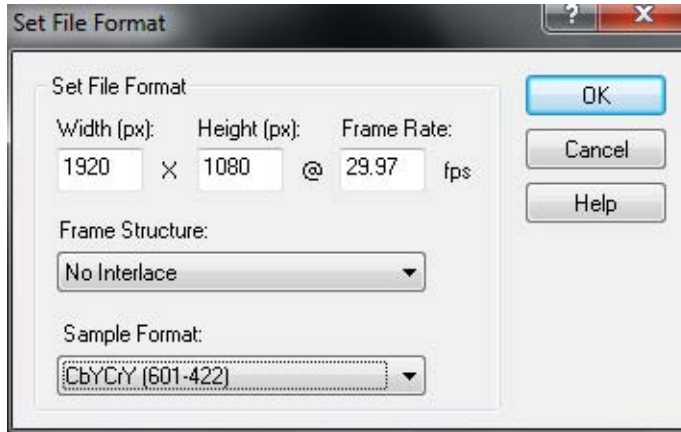 Set File Format
? X
Set File Format
Width (px): Height (px): Frame Rate:
1920 X 1080 @ 29.97 fps
Frame Structure:
No Interlace
Sample Format:
CbYCrY (601-422)
OK
Cancel
Help